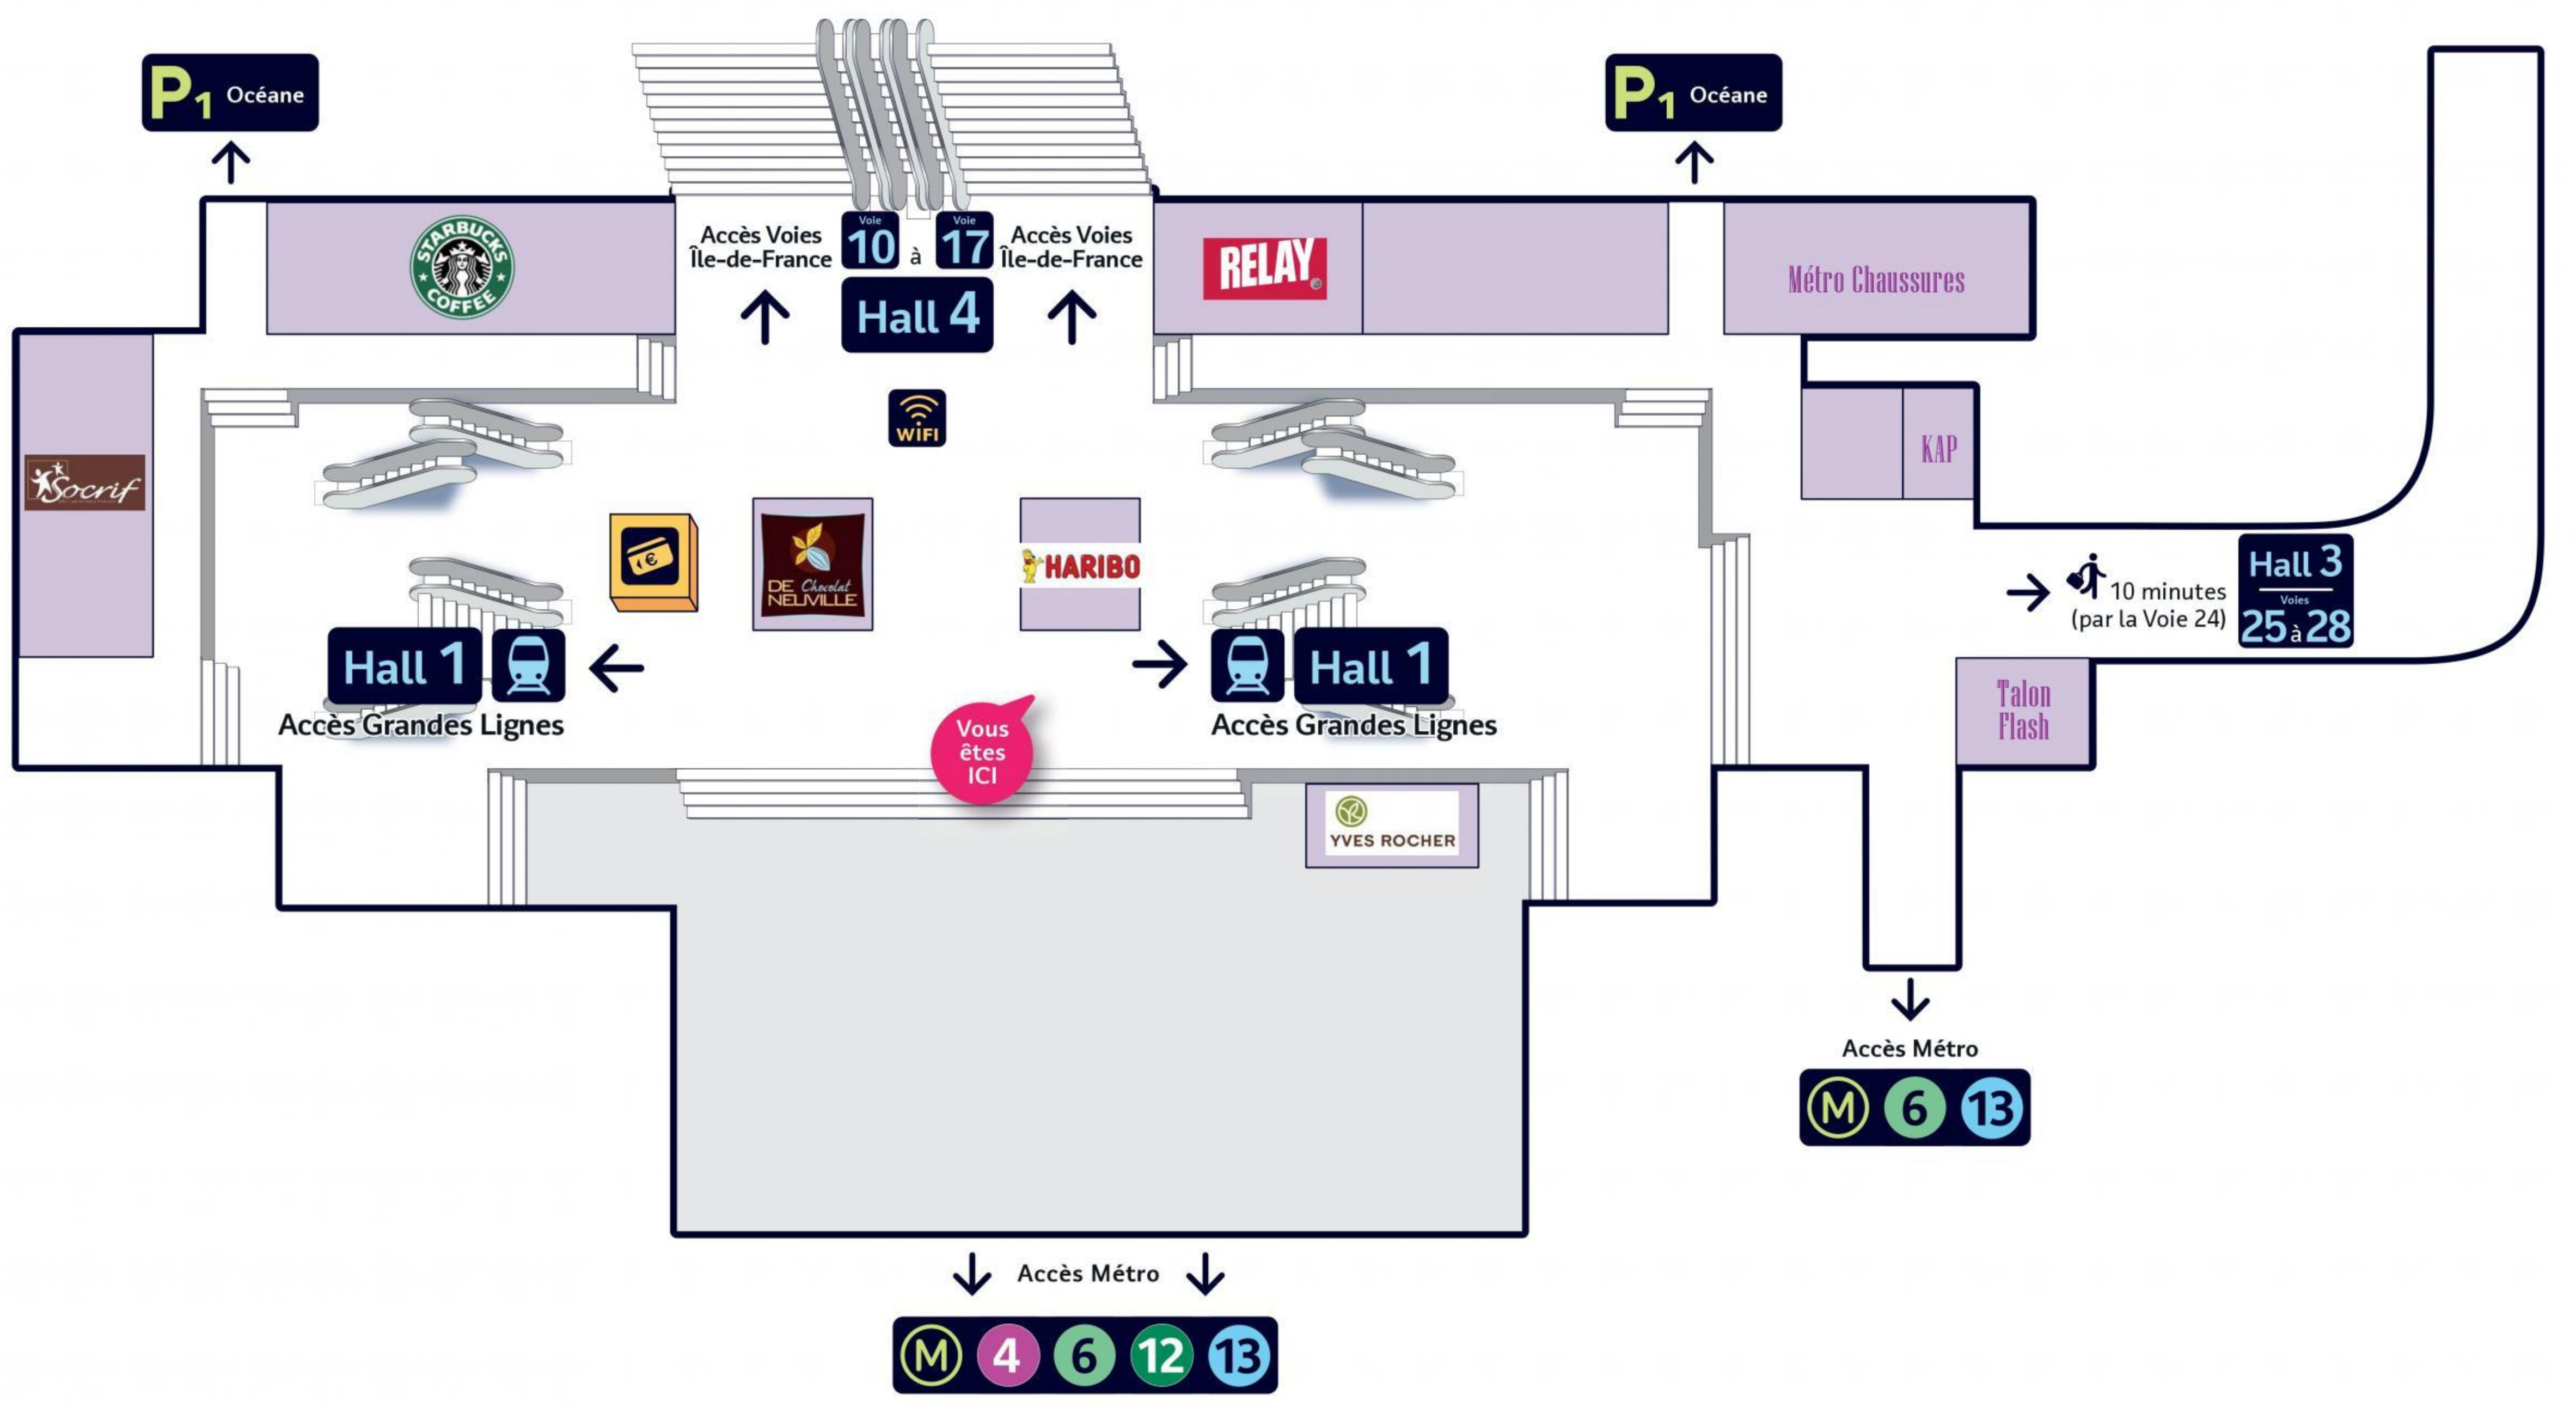 P1 Océane
P1 Océane
STARBUCKS
COFFEE
Accès Voies
Île-de-France
Voie
10
à
Voie
17
Accès Voies
Île-de-France
Hall 4
RELAY
Métro Chaussures
WiFi
KAP
Socrif
€
DE Chocolat
NEUVILLE
HARIBO
10 minutes
(par la Voie 24)
Hall 3
Voies
25 à 28
Hall 1
Accès Grandes Lignes
Hall 1
Accès Grandes Lignes
Talon
Flash
Vous
êtes
ICI
YVES ROCHER
Accès Métro
M 6 13
Accès Métro
M 4 6 12 13